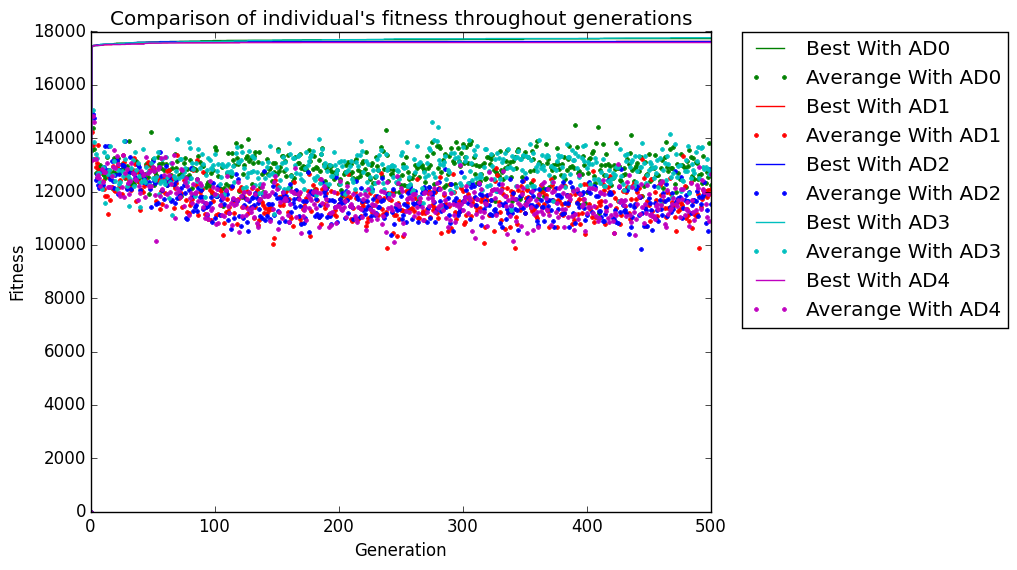 Comparison of individual's fitness throughout generations
18000
16000
14000
12000
10000
8000
6000
4000
2000
0
Fitness
0 100 200 300 400 500
Generation
Best With AD0
Averange With AD0
Best With AD1
Averange With AD1
Best With AD2
Averange With AD2
Best With AD3
Averange With AD3
Best With AD4
Averange With AD4